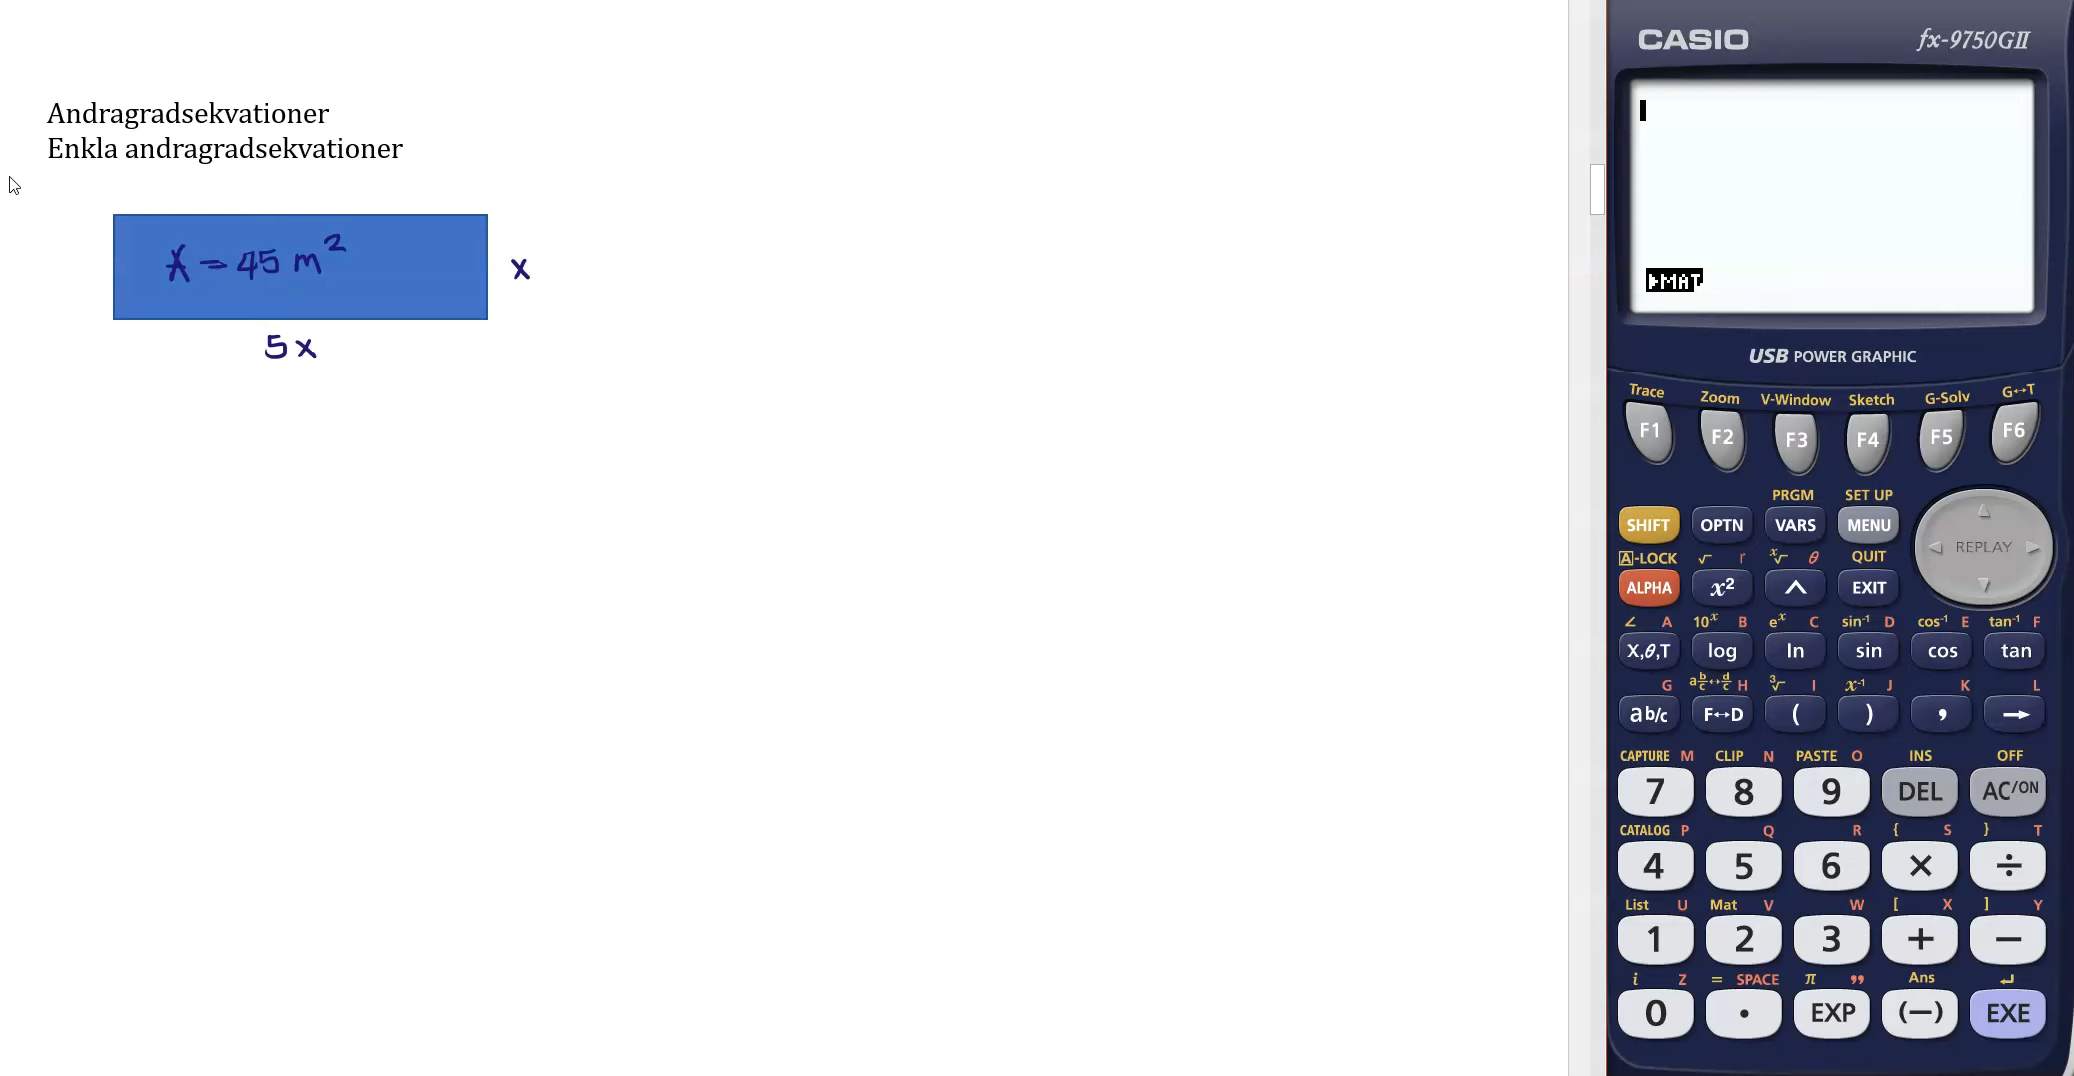 Andragradsekvationer
Enkla andragradsekvationer
A = 45 m²
x
5x
CASIO
fx-9750GII
▶MAT
USB POWER GRAPHIC
Trace Zoom V-Window Sketch G-Solv G↔T
F1 F2 F3 F4 F5 F6
PRGM SET UP
SHIFT OPTN VARS MENU
REPLAY
A-LOCK √ r ˣ√ θ QUIT
ALPHA x² ^ EXIT
∠ A 10ˣ B eˣ C sin⁻¹ D cos⁻¹ E tan⁻¹ F
X,θ,T log ln sin cos tan
G a b/c↔d/c H ³√ I x⁻¹ J K L
a b/c F↔D ( ) , →
CAPTURE M CLIP N PASTE O INS OFF
7 8 9 DEL AC/ON
CATALOG P Q R { S } T
4 5 6 × ÷
List U Mat V W [ X ] Y
1 2 3 + −
i Z = SPACE π ” Ans ↵
0 . EXP (−) EXE